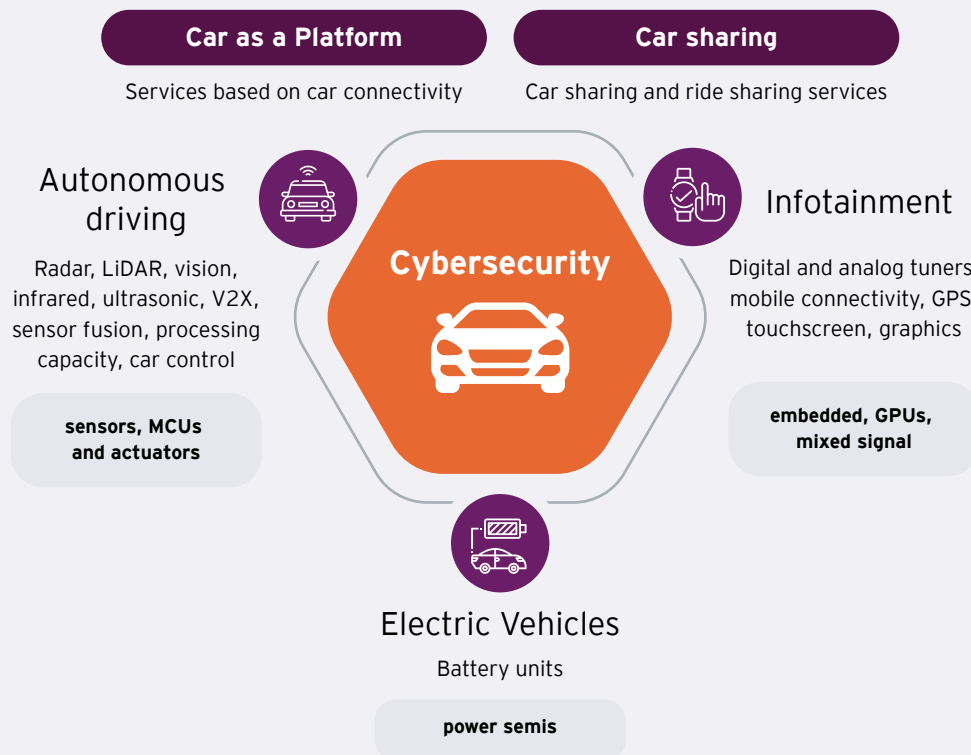 Car as a Platform
Car sharing
Services based on car connectivity
Car sharing and ride sharing services
Autonomous
driving
Radar, LiDAR, vision,
infrared, ultrasonic, V2X,
sensor fusion, processing
capacity, car control
sensors, MCUs
and actuators
Cybersecurity
Infotainment
Digital and analog tuners
mobile connectivity, GPS
touchscreen, graphics
embedded, GPUs,
mixed signal
Electric Vehicles
Battery units
power semis